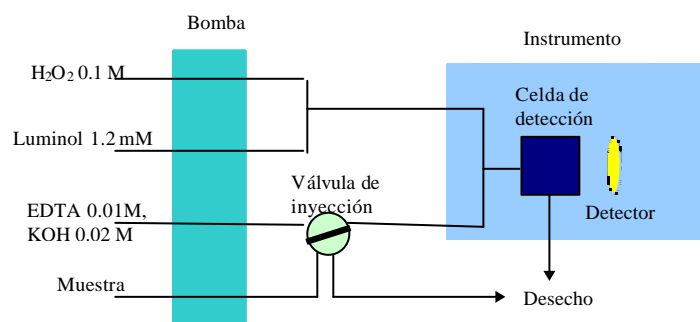 Bomba
Instrumento
H₂O₂ 0.1 M
Celda de
detección
Luminol 1.2 mM
Válvula de
inyección
EDTA 0.01M,
KOH 0.02 M
Detector
Muestra
Desecho